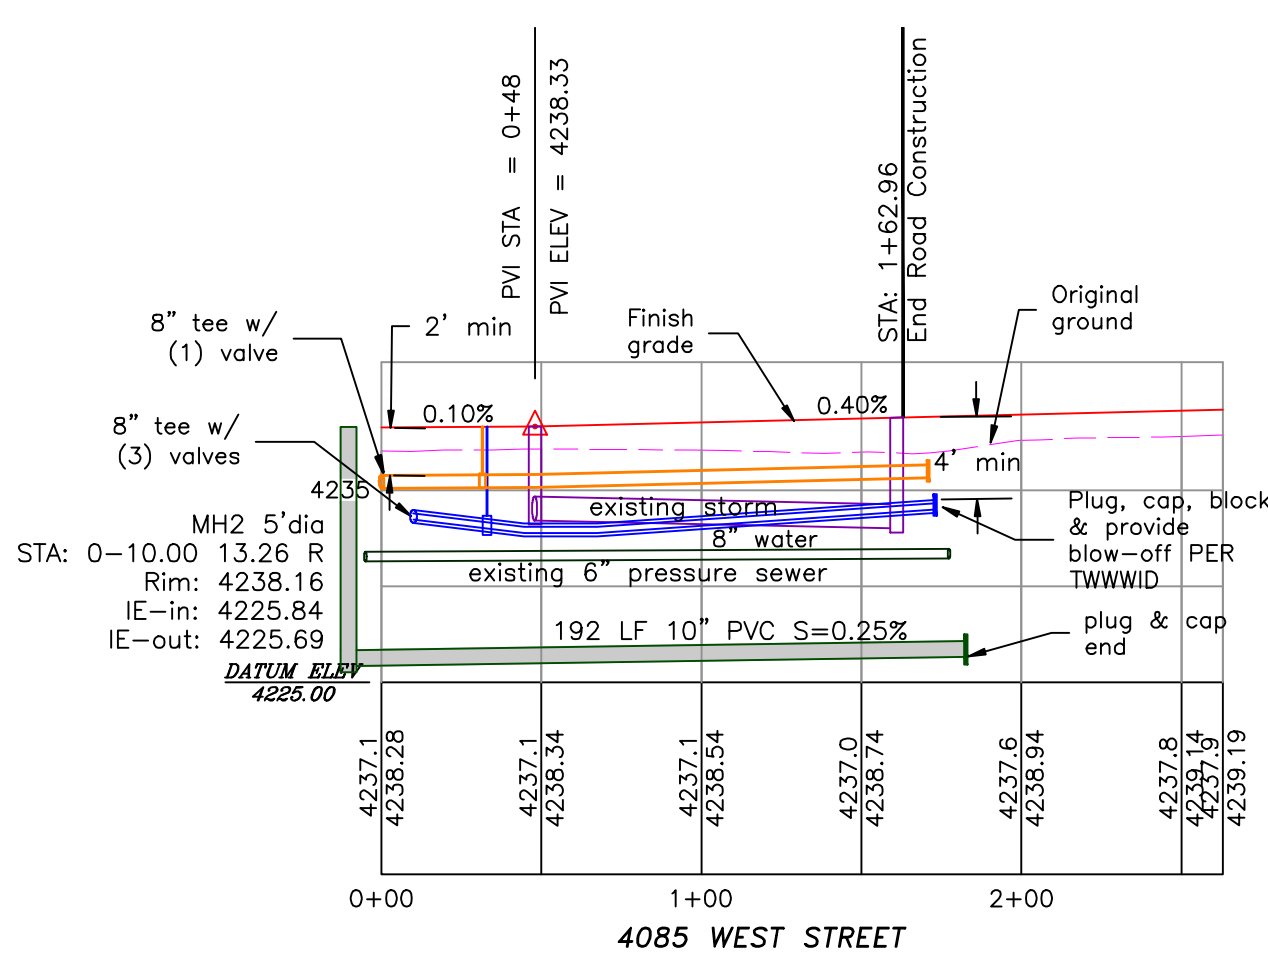 PVI STA = 0+48
PVI ELEV = 4238.33
STA: 1+62.96
End Road Construction
8" tee w/
(1) valve
2' min
Finish
grade
Original
ground
0.10%
0.40%
8" tee w/
(3) valves
4' min
4235
existing storm
Plug, cap, block
& provide
blow-off PER
TWWWID
MH2 5'dia
STA: 0-10.00 13.26 R
Rim: 4238.16
IE-in: 4225.84
IE-out: 4225.69
8" water
existing 6" pressure sewer
192 LF 10" PVC S=0.25%
plug & cap
end
DATUM ELEV
4225.00
4237.1
4238.28
4237.1
4238.34
4237.1
4238.54
4237.0
4238.74
4237.6
4238.94
4237.8
4239.14
4237.9
4239.19
0+00
1+00
2+00
4085 WEST STREET